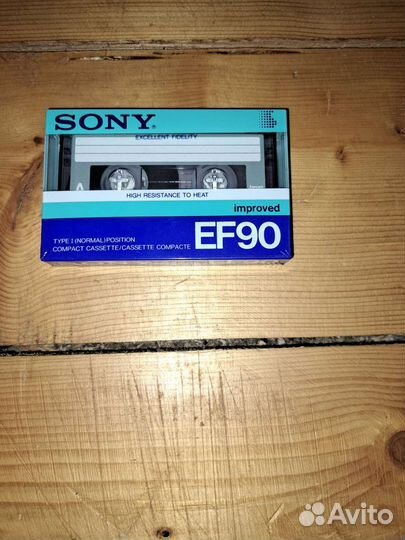 SONY
EXCELLENT FIDELITY
A
HIGH RESISTANCE TO HEAT
improved
TYPE I (NORMAL) POSITION
COMPACT CASSETTE/CASSETTE COMPACTE
EF90
Avito